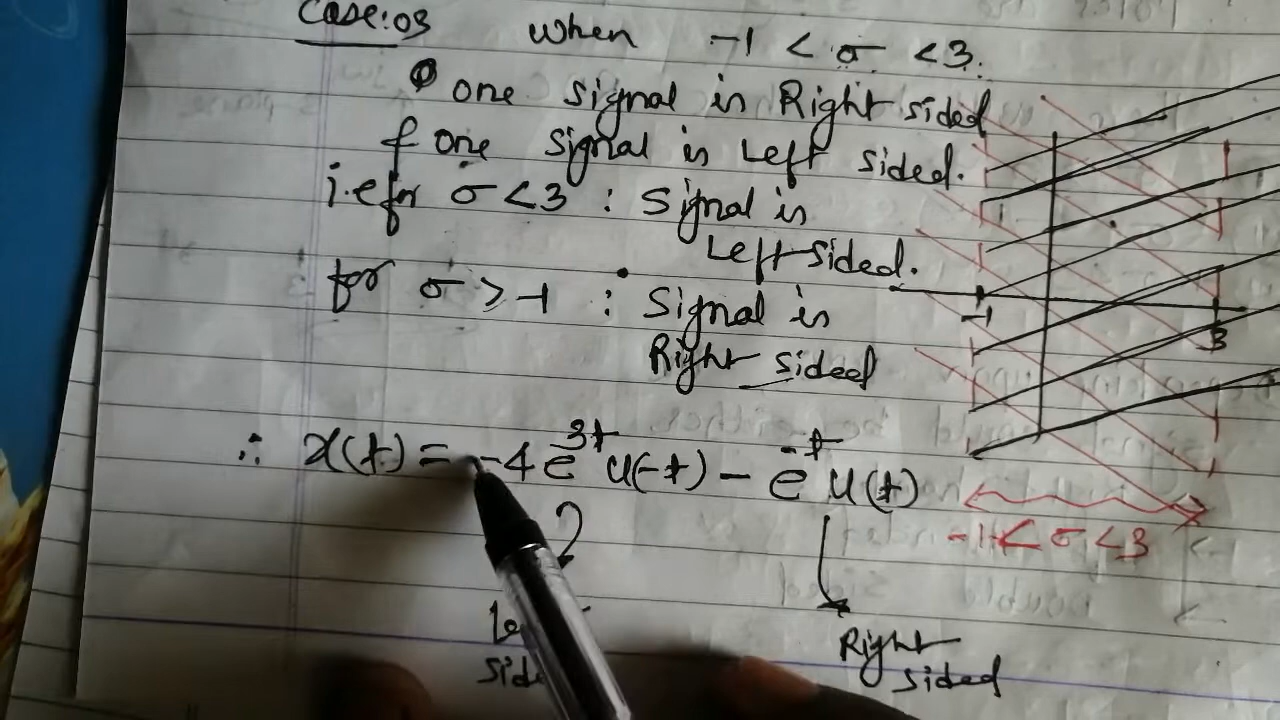 Case:03 when -1 < σ < 3.
one signal is Right sided
& one signal is Left sided.
i.e for σ < 3 : Signal is
Left sided.
for σ > -1 : Signal is
Right sided
-1
3
∴ x(t) = -4e^{3t}u(-t) - e^{-t}u(t)
-1 < σ < 3
Right
sided